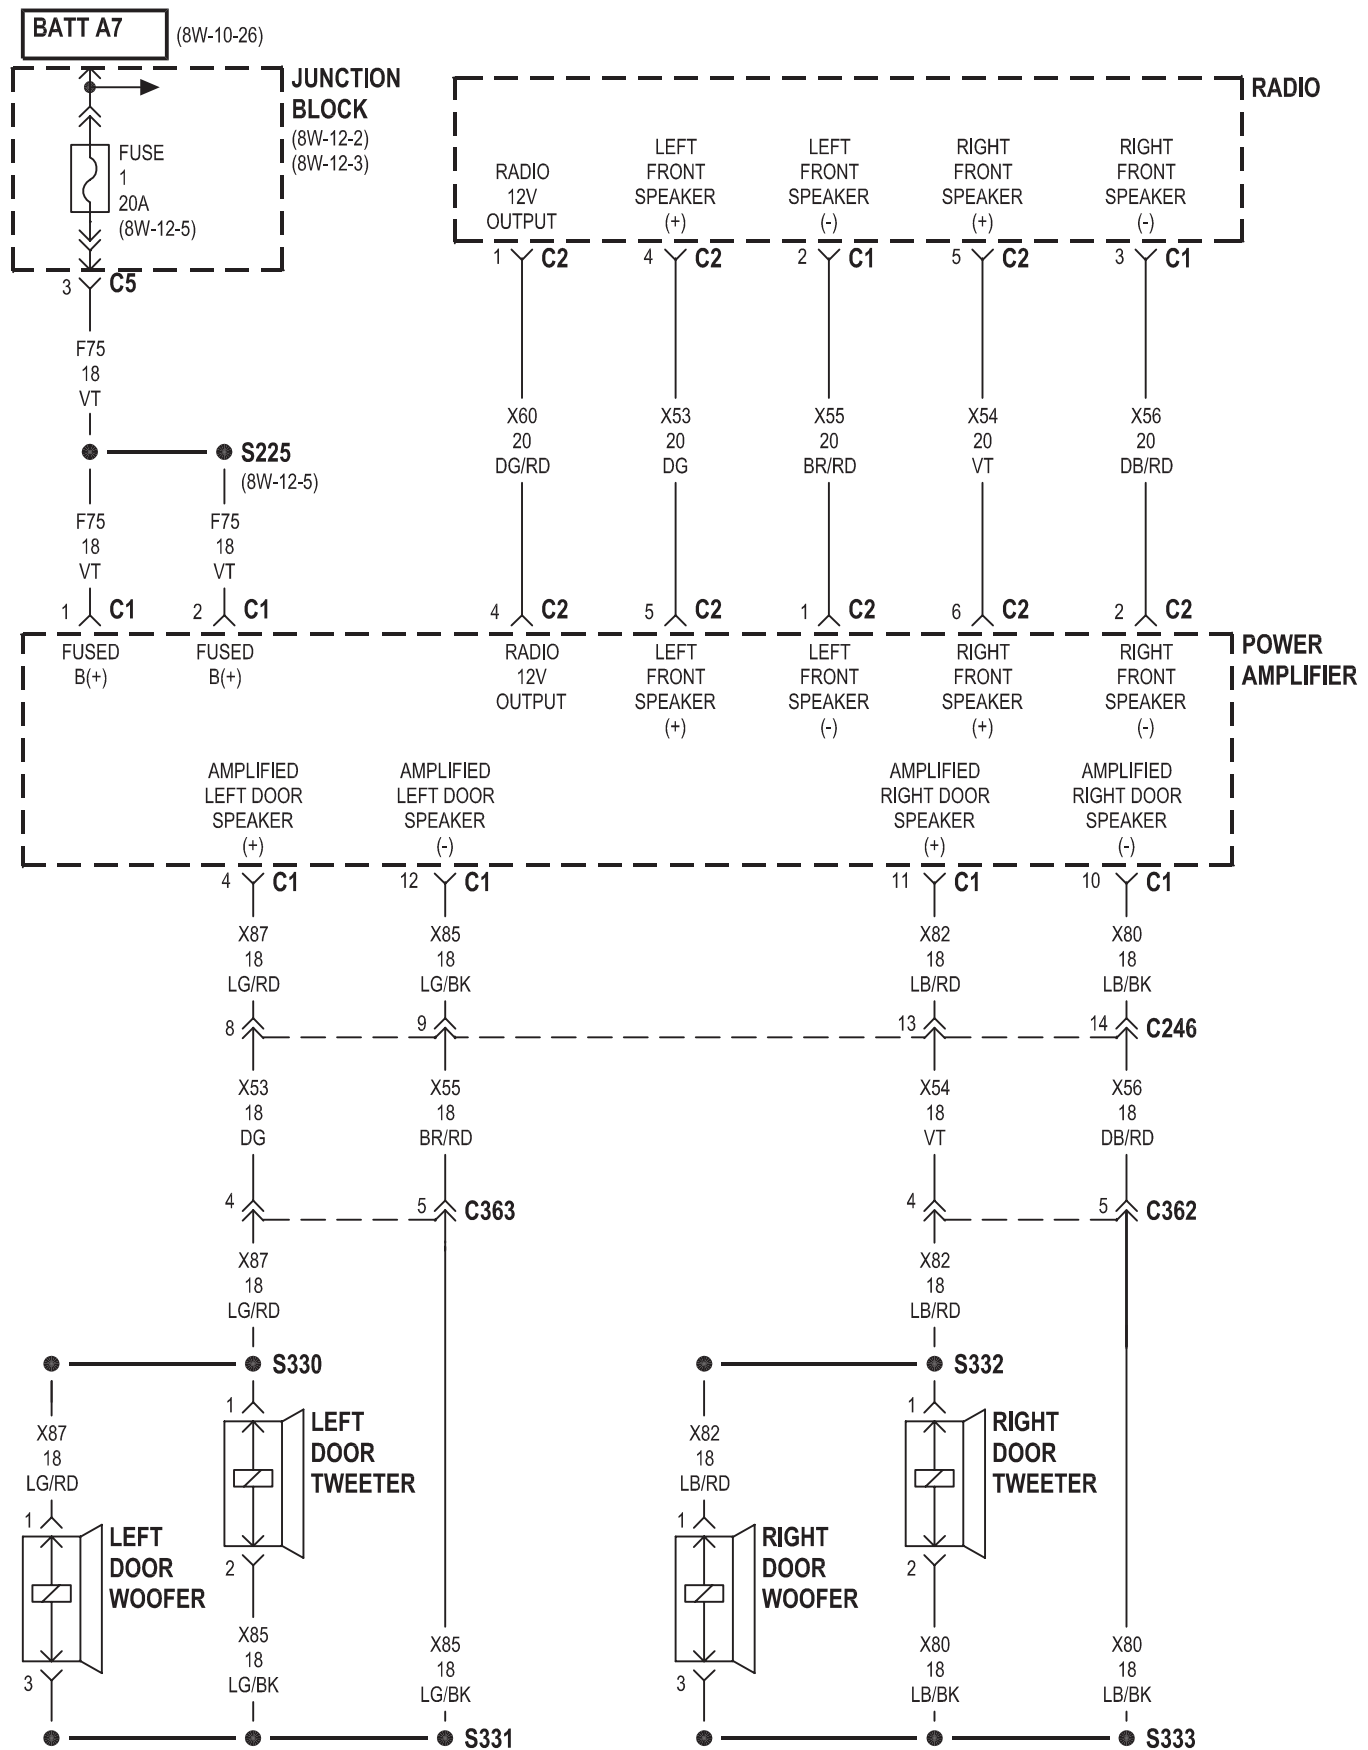 BATT A7
(8W-10-26)
JUNCTION
BLOCK
(8W-12-2)
(8W-12-3)
FUSE
1
20A
(8W-12-5)
3 C5
RADIO
RADIO
12V
OUTPUT
LEFT
FRONT
SPEAKER
(+)
LEFT
FRONT
SPEAKER
(-)
RIGHT
FRONT
SPEAKER
(+)
RIGHT
FRONT
SPEAKER
(-)
1 C2
4 C2
2 C1
5 C2
3 C1
F75
18
VT
S225
(8W-12-5)
F75
18
VT
F75
18
VT
X60
20
DG/RD
X53
20
DG
X55
20
BR/RD
X54
20
VT
X56
20
DB/RD
1 C1
2 C1
4 C2
5 C2
1 C2
6 C2
2 C2
POWER
AMPLIFIER
FUSED
B(+)
FUSED
B(+)
RADIO
12V
OUTPUT
LEFT
FRONT
SPEAKER
(+)
LEFT
FRONT
SPEAKER
(-)
RIGHT
FRONT
SPEAKER
(+)
RIGHT
FRONT
SPEAKER
(-)
AMPLIFIED
LEFT DOOR
SPEAKER
(+)
AMPLIFIED
LEFT DOOR
SPEAKER
(-)
AMPLIFIED
RIGHT DOOR
SPEAKER
(+)
AMPLIFIED
RIGHT DOOR
SPEAKER
(-)
4 C1
12 C1
11 C1
10 C1
X87
18
LG/RD
X85
18
LG/BK
X82
18
LB/RD
X80
18
LB/BK
8
9
13
14 C246
X53
18
DG
X55
18
BR/RD
X54
18
VT
X56
18
DB/RD
4
5 C363
4
5 C362
X87
18
LG/RD
X82
18
LB/RD
S330
S332
X87
18
LG/RD
1
LEFT
DOOR
TWEETER
2
X82
18
LB/RD
1
RIGHT
DOOR
TWEETER
2
1
LEFT
DOOR
WOOFER
3
1
RIGHT
DOOR
WOOFER
3
X85
18
LG/BK
X85
18
LG/BK
X80
18
LB/BK
X80
18
LB/BK
S331
S333